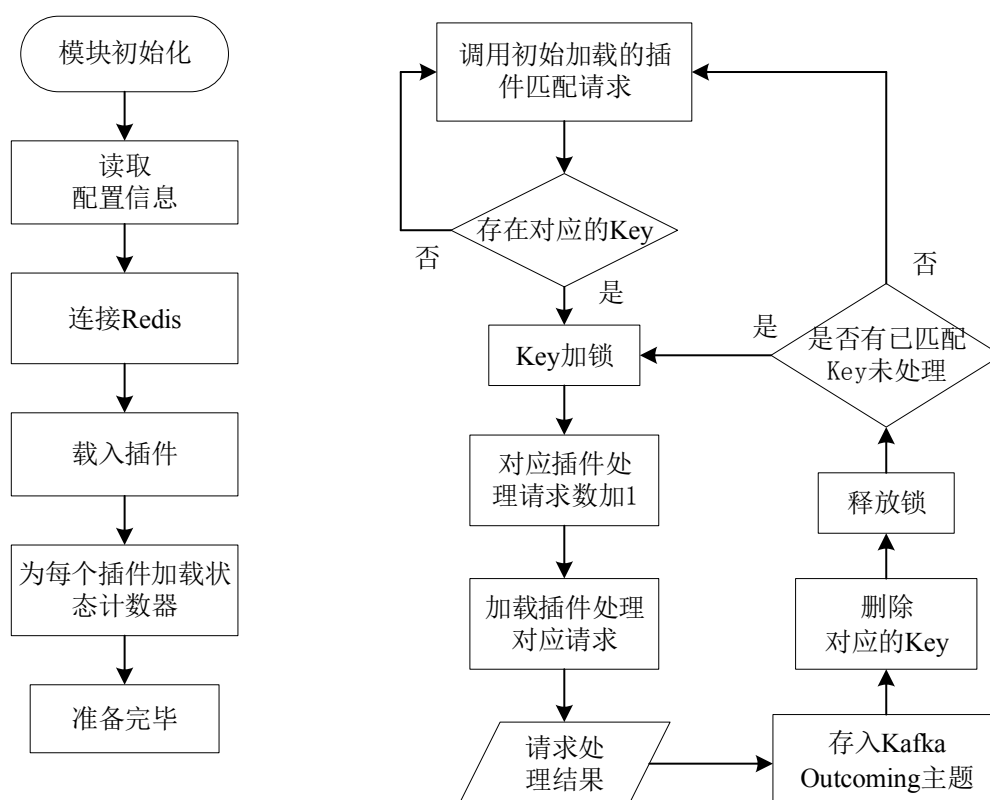 模块初始化
读取
配置信息
连接Redis
载入插件
为每个插件加载状
态计数器
准备完毕
调用初始加载的插
件匹配请求
存在对应的Key
否
是
Key加锁
对应插件处
理请求数加1
加载插件处理
对应请求
请求处
理结果
存入Kafka
Outcoming主题
删除
对应的Key
释放锁
是否有已匹配
Key未处理
是
否